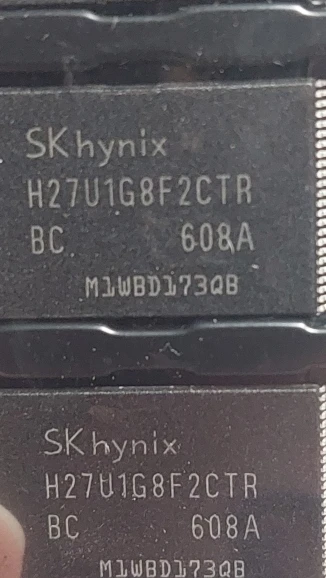 SK hynix
H27U1G8F2CTR
BC 608A
M1WBD173QB
SK hynix
H27U1G8F2CTR
BC 608A
M1WBD173QB